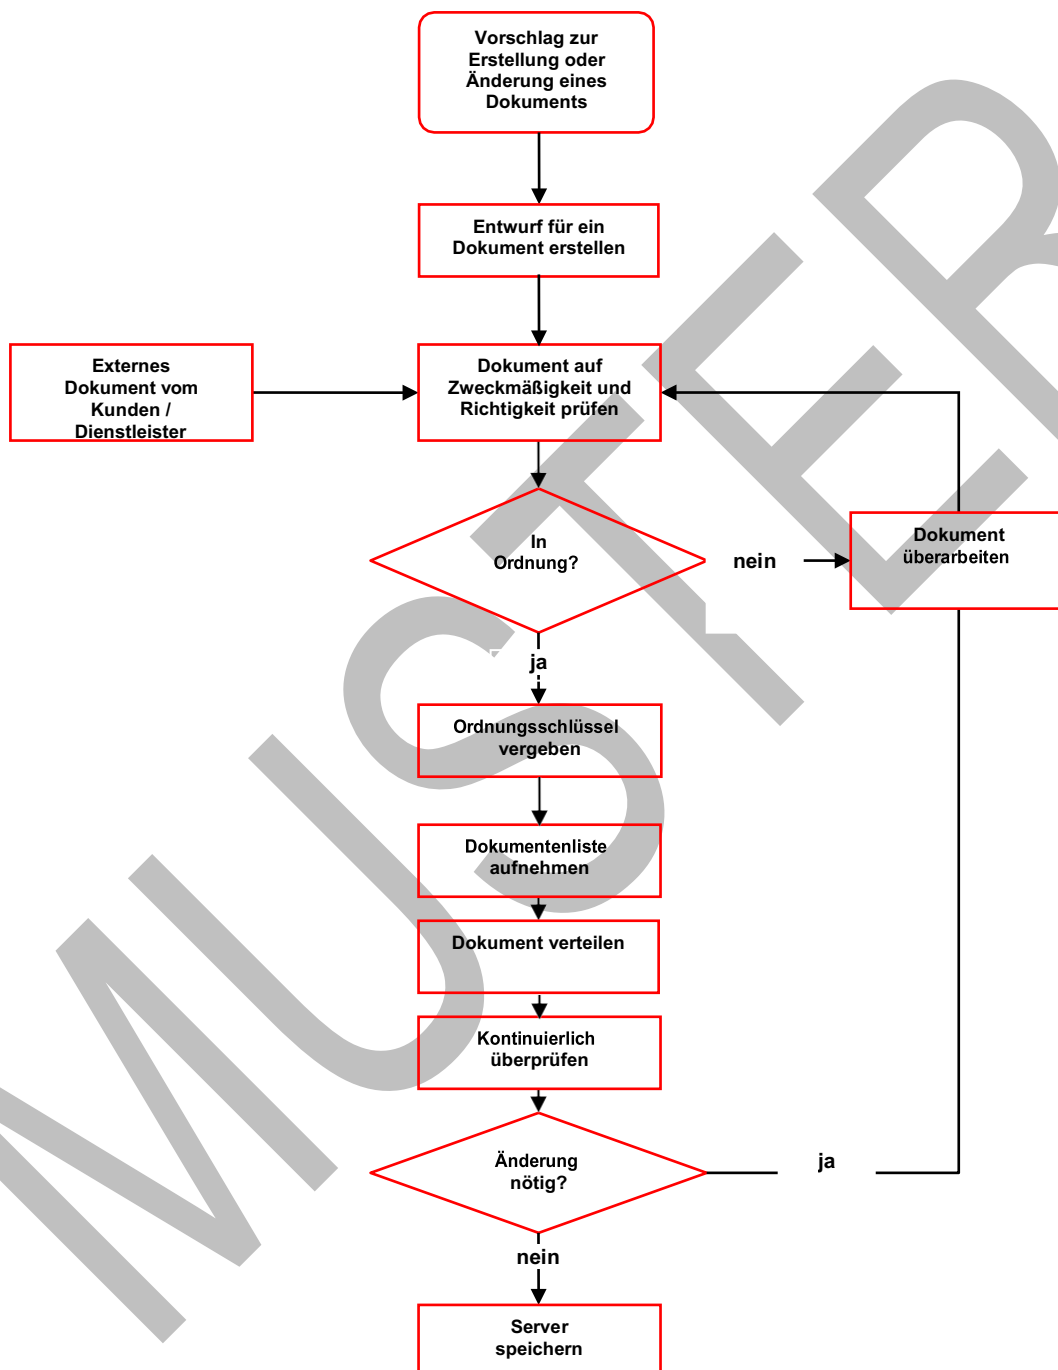 Vorschlag zur
Erstellung oder
Änderung eines
Dokuments
Entwurf für ein
Dokument erstellen
Externes
Dokument vom
Kunden /
Dienstleister
Dokument auf
Zweckmäßigkeit und
Richtigkeit prüfen
In
Ordnung?
nein
Dokument
überarbeiten
ja
Ordnungsschlüssel
vergeben
Dokumentenliste
aufnehmen
Dokument verteilen
Kontinuierlich
überprüfen
Änderung
nötig?
ja
nein
Server
speichern
MUSTER